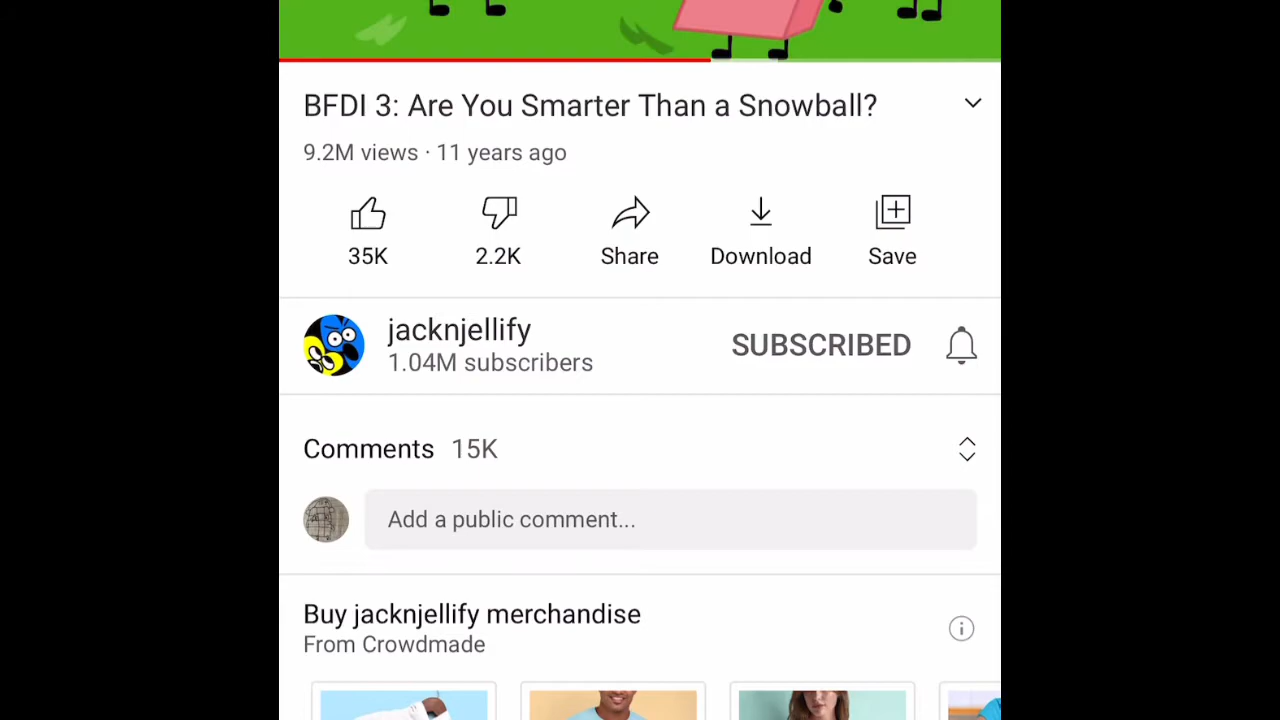 BFDI 3: Are You Smarter Than a Snowball?
9.2M views · 11 years ago
35K 2.2K Share Download Save
jacknjellify
1.04M subscribers
SUBSCRIBED
Comments 15K
Add a public comment...
Buy jacknjellify merchandise
From Crowdmade